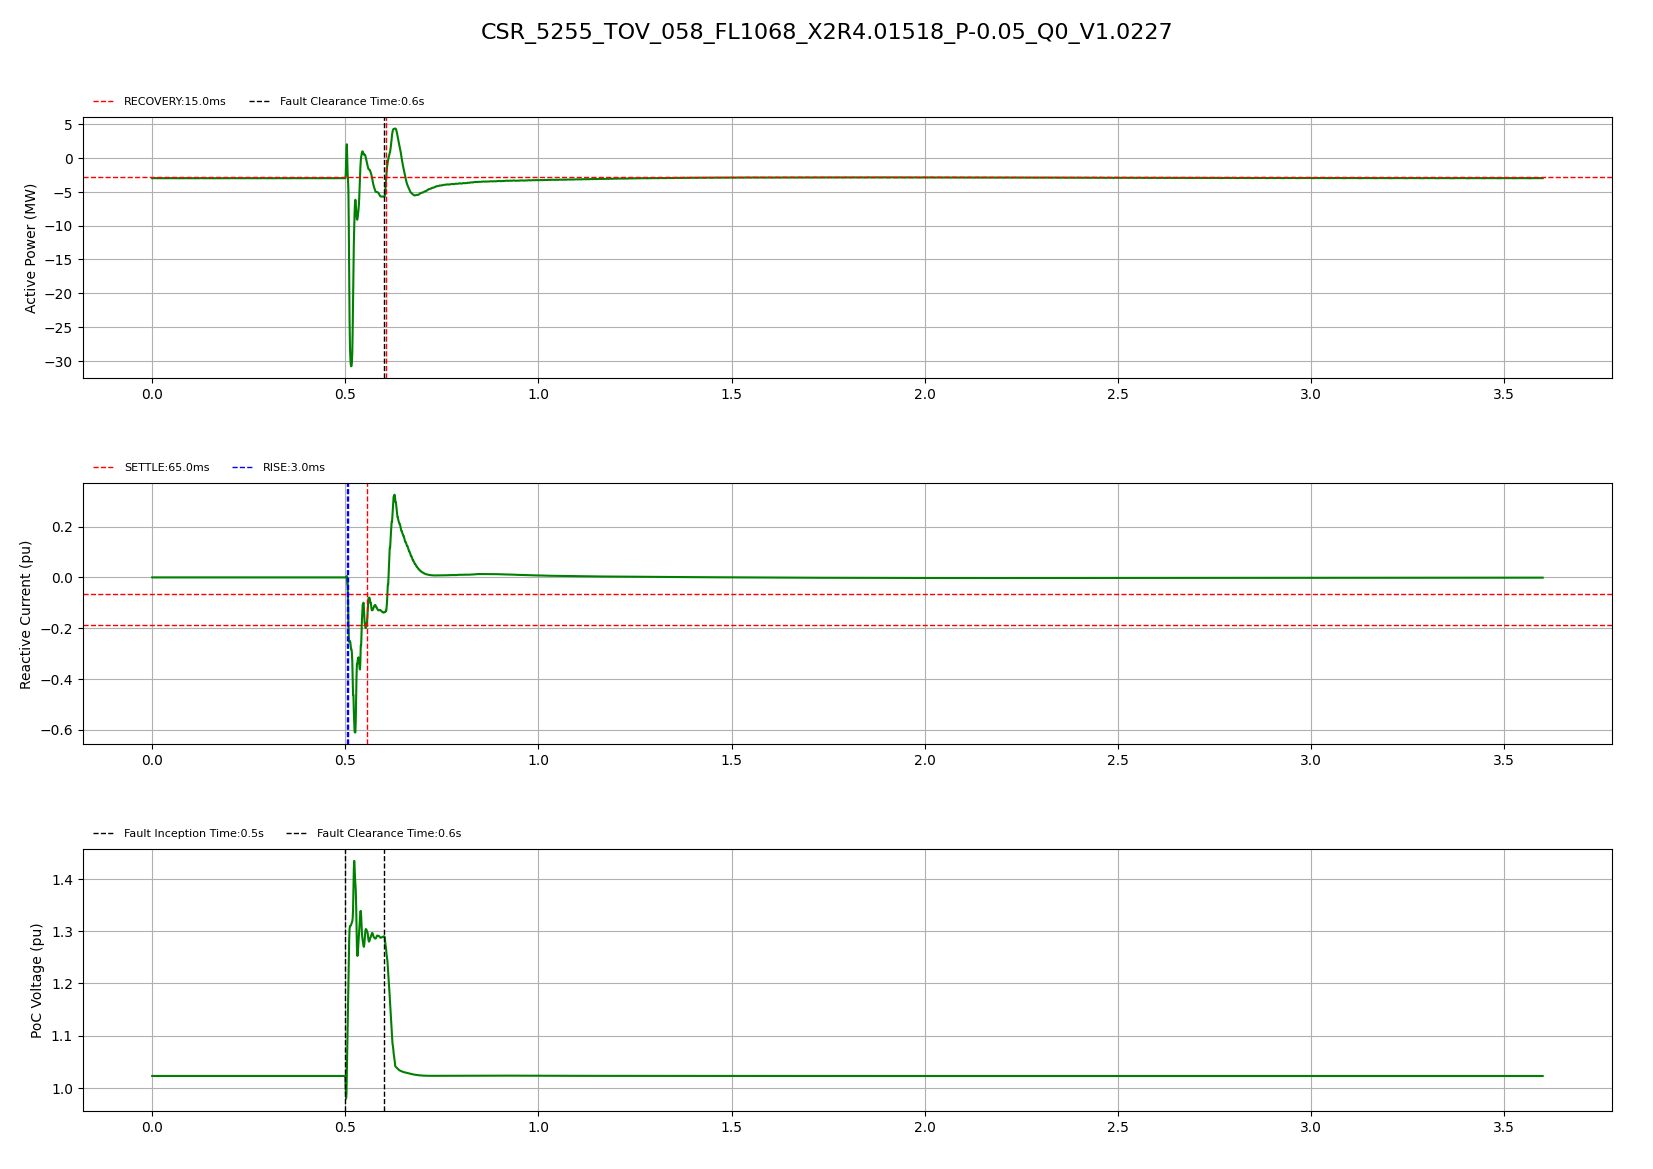 CSR_5255_TOV_058_FL1068_X2R4.01518_P-0.05_Q0_V1.0227
RECOVERY:15.0ms Fault Clearance Time:0.6s
Active Power (MW)
5
0
−5
−10
−15
−20
−25
−30
0.0 0.5 1.0 1.5 2.0 2.5 3.0 3.5
SETTLE:65.0ms RISE:3.0ms
Reactive Current (pu)
0.2
0.0
−0.2
−0.4
−0.6
0.0 0.5 1.0 1.5 2.0 2.5 3.0 3.5
Fault Inception Time:0.5s Fault Clearance Time:0.6s
PoC Voltage (pu)
1.4
1.3
1.2
1.1
1.0
0.0 0.5 1.0 1.5 2.0 2.5 3.0 3.5